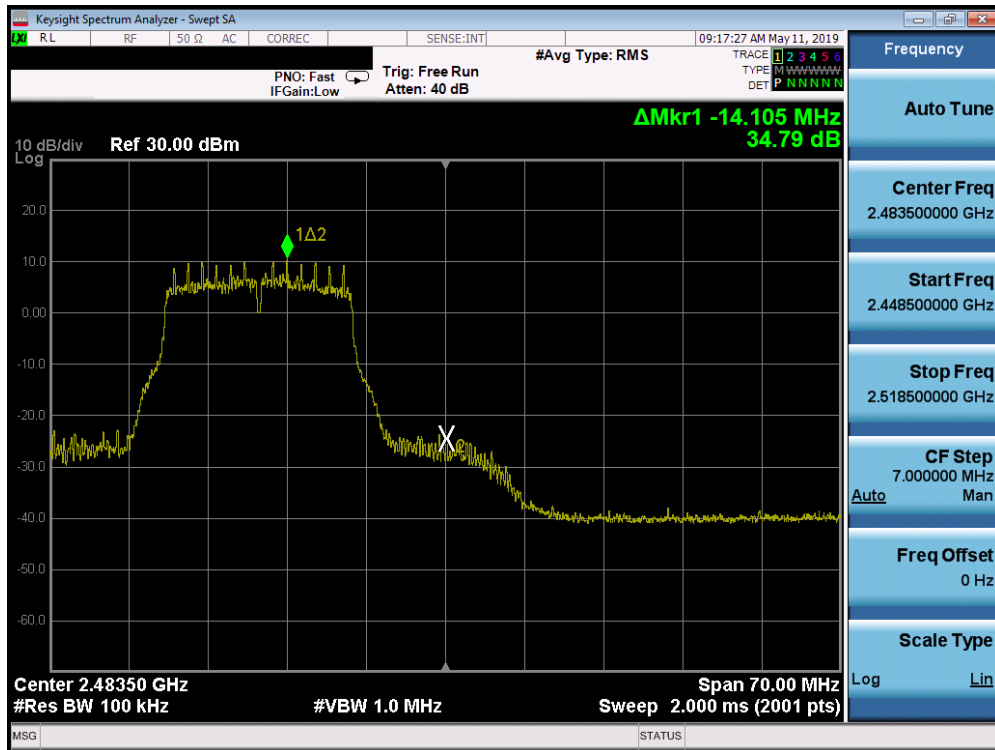 Keysight Spectrum Analyzer - Swept SA
LXI RL RF 50 Ω AC CORREC SENSE:INT 09:17:27 AM May 11, 2019
PNO: Fast
IFGain:Low
Trig: Free Run
Atten: 40 dB
#Avg Type: RMS
TRACE 1 2 3 4 5 6
TYPE M WWWWW
DET P N N N N N
ΔMkr1 -14.105 MHz
34.79 dB
10 dB/div Ref 30.00 dBm
Log
20.0
10.0
0.00
-10.0
-20.0
-30.0
-40.0
-50.0
-60.0
1Δ2
X2
Center 2.48350 GHz Span 70.00 MHz
#Res BW 100 kHz #VBW 1.0 MHz Sweep 2.000 ms (2001 pts)
MSG STATUS
Frequency
Auto Tune
Center Freq
2.483500000 GHz
Start Freq
2.448500000 GHz
Stop Freq
2.518500000 GHz
CF Step
7.000000 MHz
Auto Man
Freq Offset
0 Hz
Scale Type
Log Lin